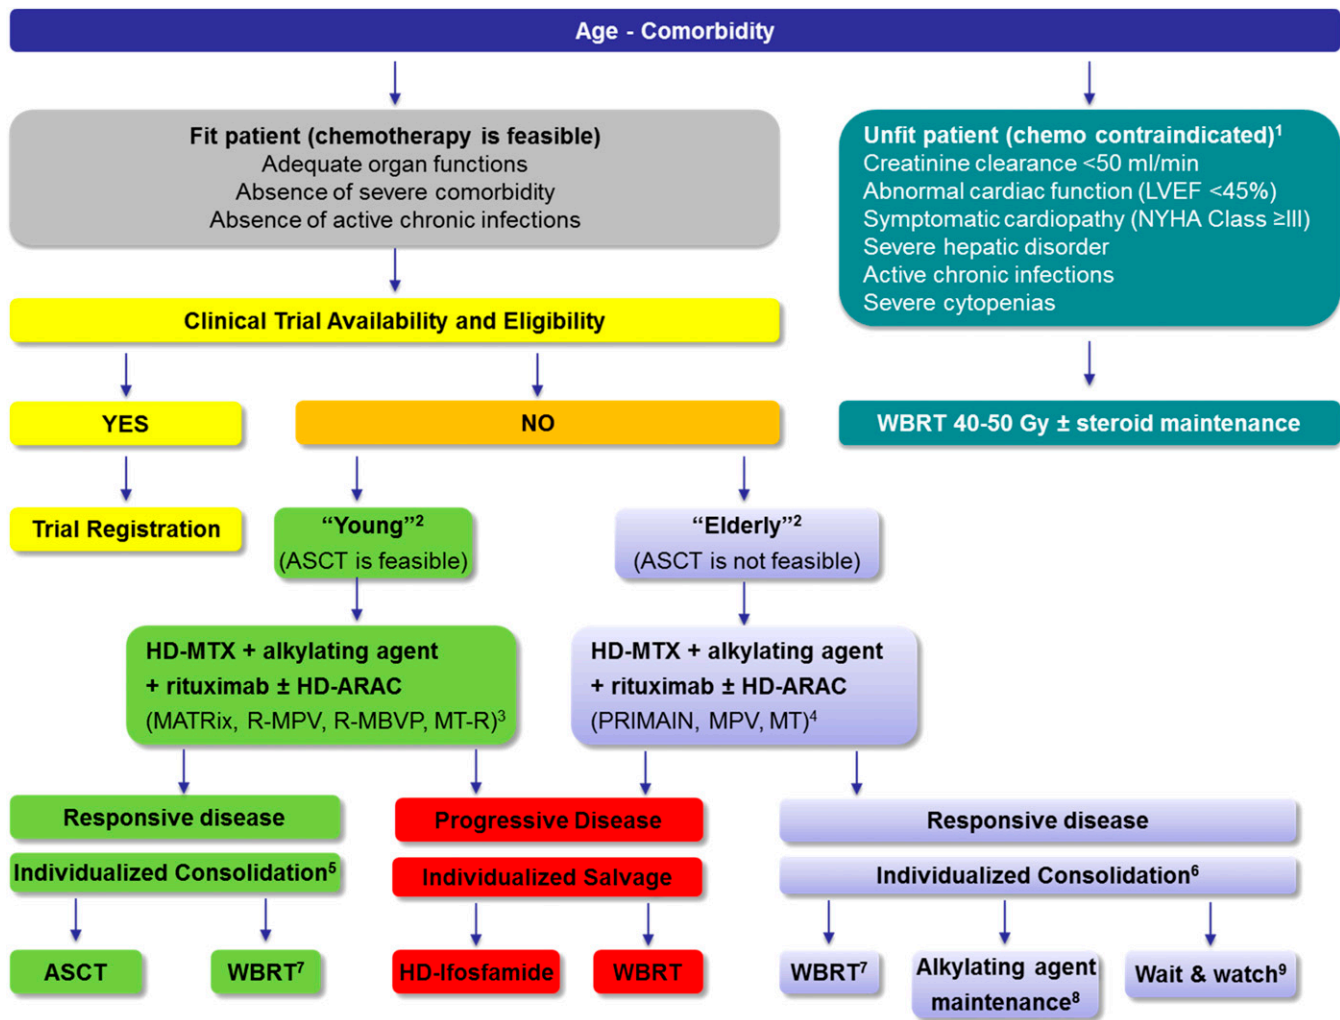 Age - Comorbidity
Fit patient (chemotherapy is feasible)
Adequate organ functions
Absence of severe comorbidity
Absence of active chronic infections
Unfit patient (chemo contraindicated)¹
Creatinine clearance <50 ml/min
Abnormal cardiac function (LVEF <45%)
Symptomatic cardiopathy (NYHA Class ≥III)
Severe hepatic disorder
Active chronic infections
Severe cytopenias
Clinical Trial Availability and Eligibility
YES
NO
WBRT 40-50 Gy ± steroid maintenance
Trial Registration
“Young”²
(ASCT is feasible)
“Elderly”²
(ASCT is not feasible)
HD-MTX + alkylating agent
+ rituximab ± HD-ARAC
(MATRix, R-MPV, R-MBVP, MT-R)³
HD-MTX + alkylating agent
+ rituximab ± HD-ARAC
(PRIMAIN, MPV, MT)⁴
Responsive disease
Progressive Disease
Responsive disease
Individualized Consolidation⁵
Individualized Salvage
Individualized Consolidation⁶
ASCT
WBRT⁷
HD-Ifosfamide
WBRT
WBRT⁷
Alkylating agent
maintenance⁸
Wait & watch⁹